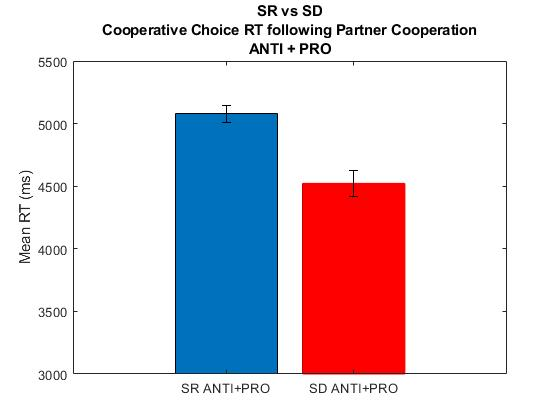 SR vs SD
Cooperative Choice RT following Partner Cooperation
ANTI + PRO
5500
5000
4500
4000
3500
3000
Mean RT (ms)
SR ANTI+PRO
SD ANTI+PRO